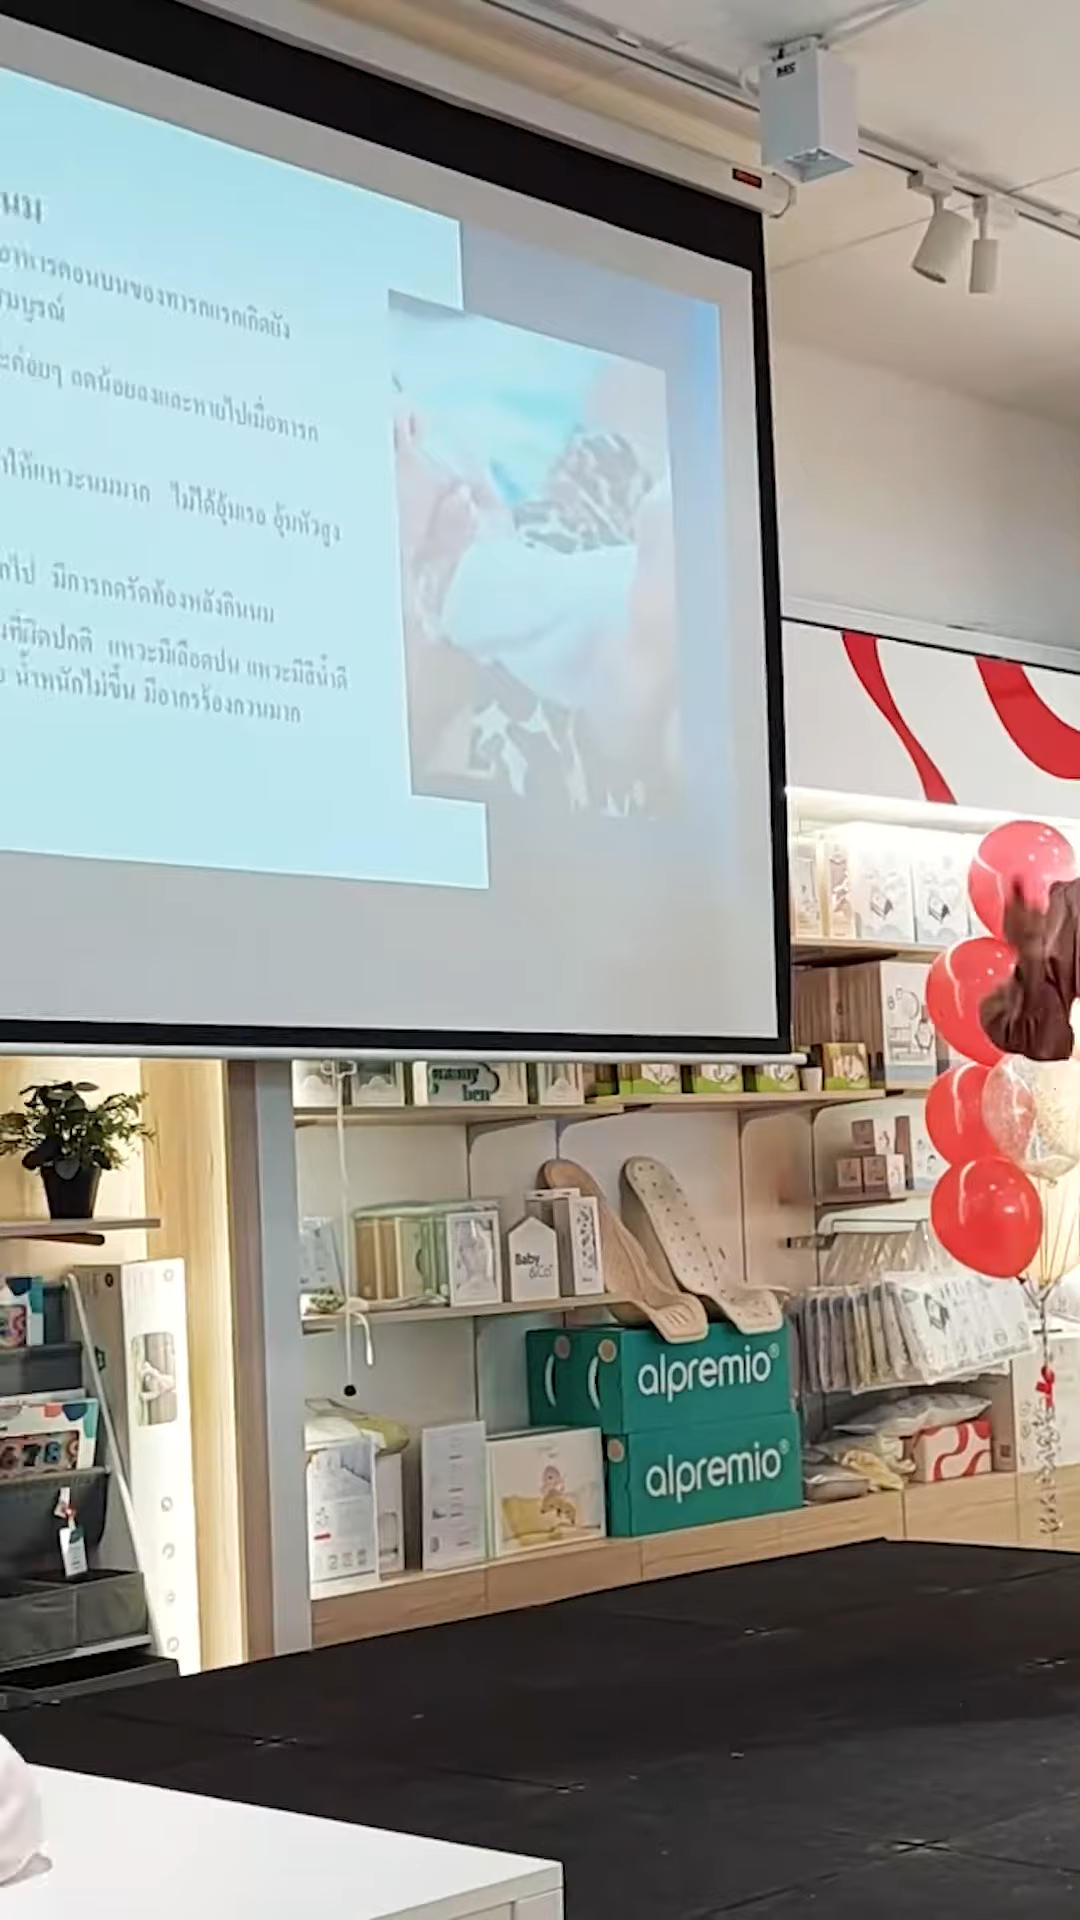 นม
อาหารตอนบนของทารกแรกเกิดยัง
สมบูรณ์
จะค่อยๆ ลดน้อยลงและหายไปเมื่อทารก
ทำให้แหวะนมมาก ไม่ได้อุ้มเรอ อุ้มหัวสูง
มีการกดรัดท้องหลังกินนม
ที่ผิดปกติ แหวะมีเลือดปน แหวะมีสีน้ำดี
น้ำหนักไม่ขึ้น มีอาการร้องกวนมาก
grammy
ben
Baby
&Co
alpremio®
alpremio®